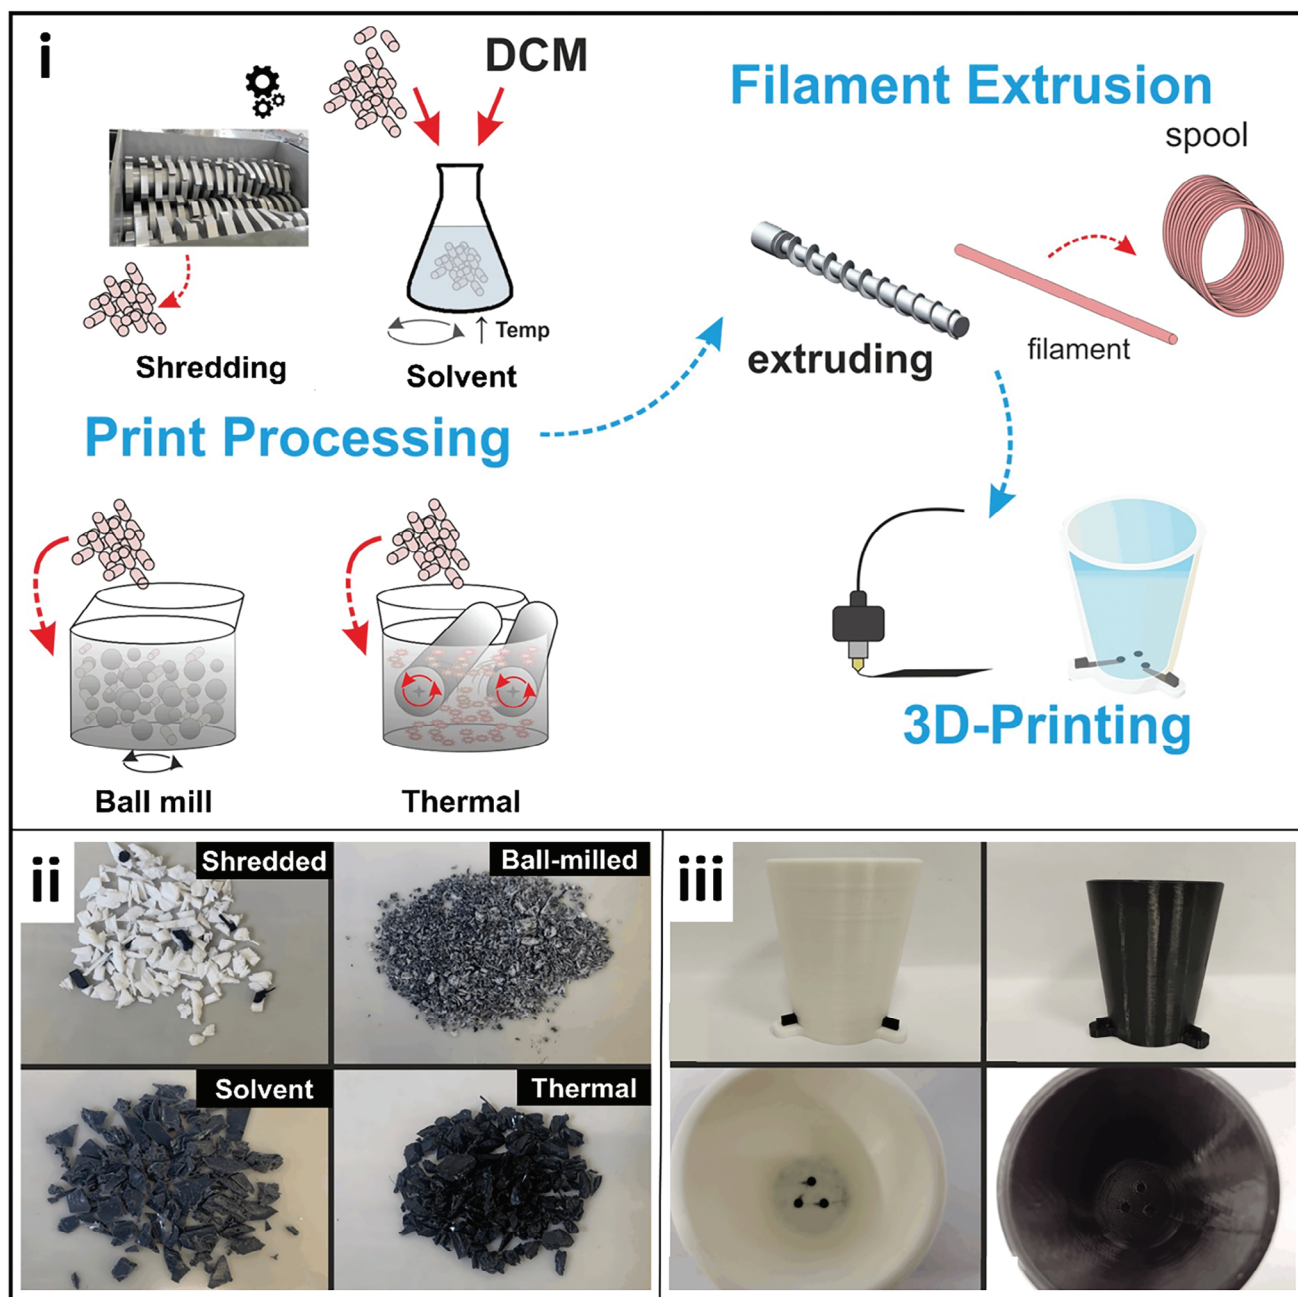 i
DCM
Filament Extrusion
spool
↑ Temp
Shredding
Solvent
extruding
filament
Print Processing
3D-Printing
Ball mill
Thermal
ii
Shredded
Ball-milled
Solvent
Thermal
iii